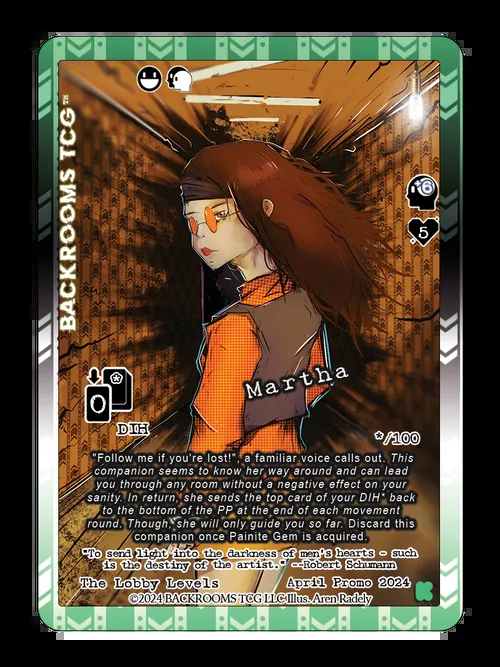 BACKROOMS TCG™
+6
5
Martha
0
DIH
*/100
"Follow me if you're lost!", a familiar voice calls out. This
companion seems to know her way around and can lead
you through any room without a negative effect on your
sanity. In return, she sends the top card of your DIH* back
to the bottom of the PP at the end of each movement
round. Though, she will only guide you so far. Discard this
companion once Painite Gem is acquired.
"To send light into the darkness of men's hearts - such
is the destiny of the artist." --Robert Schumann
The Lobby Levels April Promo 2024
©2024 BACKROOMS TCG LLC Illus. Aren Radely